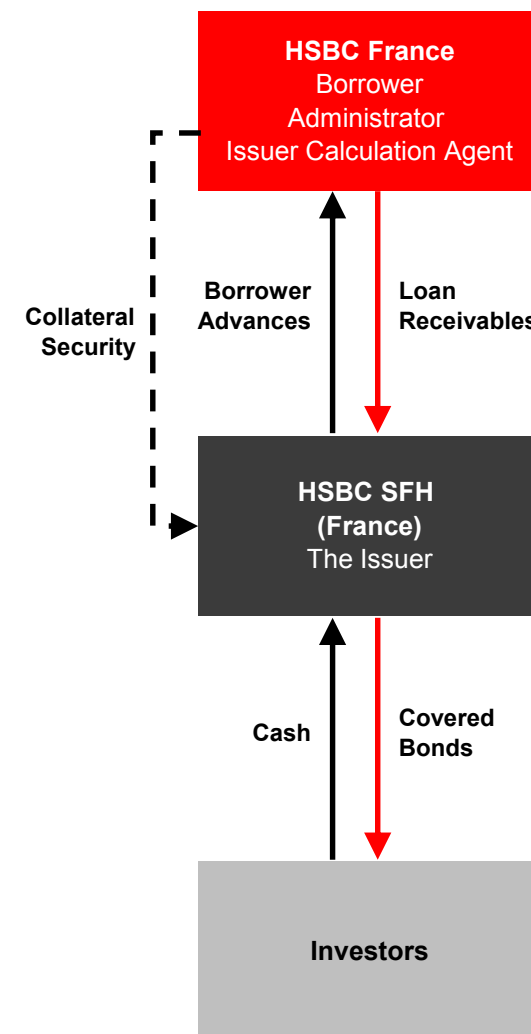 HSBC France
Borrower
Administrator
Issuer Calculation Agent
Borrower
Advances
Loan
Receivables
Collateral
Security
HSBC SFH
(France)
The Issuer
Cash
Covered
Bonds
Investors